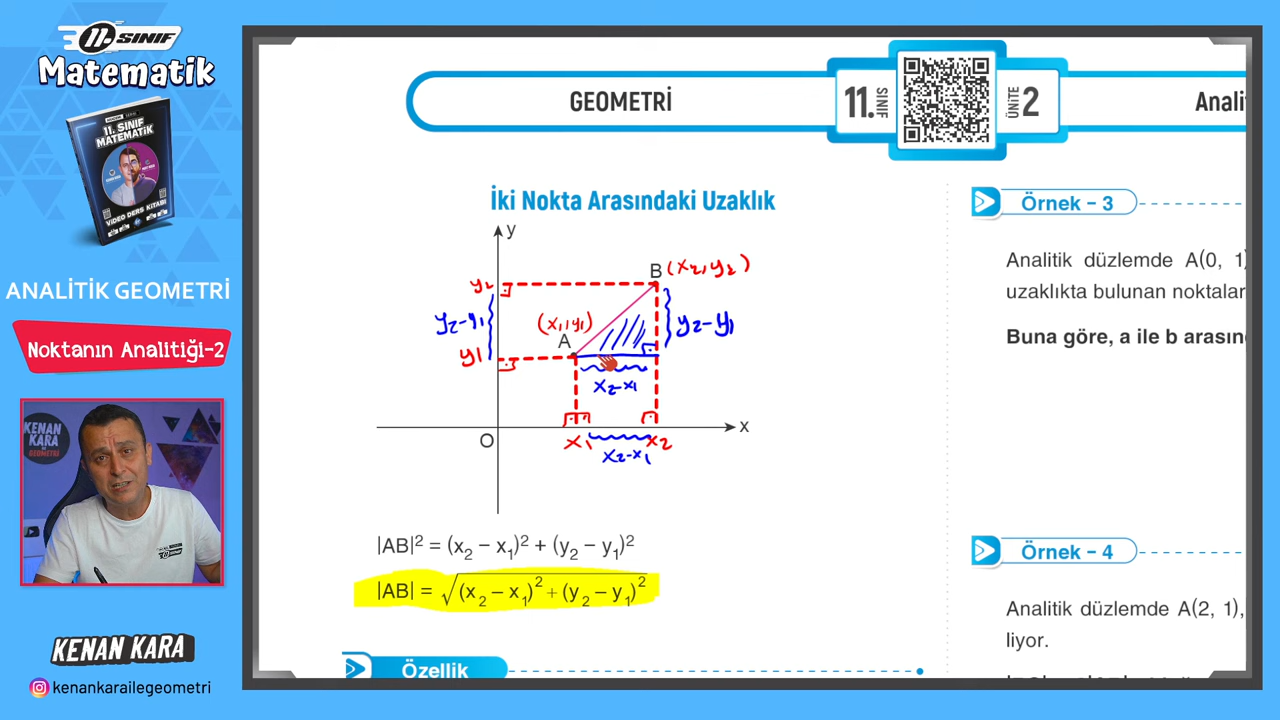 11. SINIF
Matematik
11. SINIF
MATEMATİK
VİDEO DERS KİTABI
ANALİTİK GEOMETRİ
Noktanın Analitiği-2
KENAN
KARA
GEOMETRİ
KENAN KARA
kenankarailegeometri
GEOMETRİ
11. SINIF
ÜNİTE 2
Anali
İki Nokta Arasındaki Uzaklık
y
B (x₂, y₂)
y₂
y₂-y₁
(x₁, y₁)
A
y₂-y₁
y₁
x₂-x₁
O
x₁
x₂
x
x₂-x₁
|AB|² = (x₂ – x₁)² + (y₂ – y₁)²
|AB| = √(x₂ – x₁)² + (y₂ – y₁)²
Özellik
Örnek – 3
Analitik düzlemde A(0, 1)
uzaklıkta bulunan noktalar
Buna göre, a ile b arasın
Örnek – 4
Analitik düzlemde A(2, 1),
liyor.